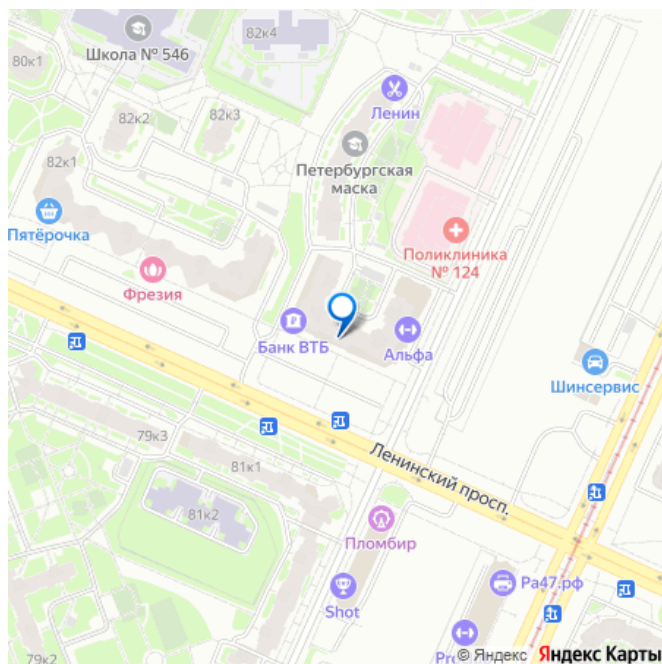 82к4
Школа № 546
80к1
Ленин
82к2
82к3
Петербургская
маска
82к1
Пятёрочка
Поликлиника
№ 124
Фрезия
Банк ВТБ
Альфа
Шинсервис
79к3
81к1
Ленинский просп.
81к2
Пломбир
Ра47.рф
Shot
Pro
79к2
© Яндекс Яндекс Карты